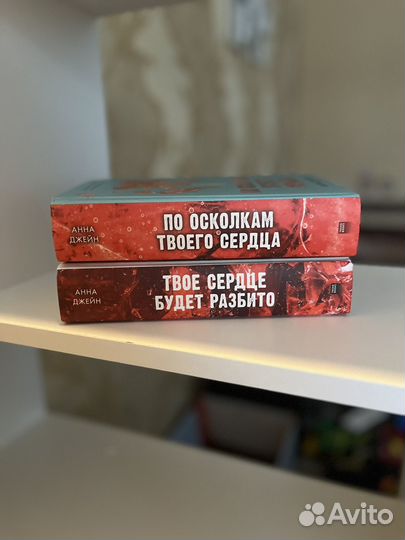 АННА
ДЖЕЙН
ПО ОСКОЛКАМ
ТВОЕГО СЕРДЦА
АННА
ДЖЕЙН
ТВОЕ СЕРДЦЕ
БУДЕТ РАЗБИТО
Avito